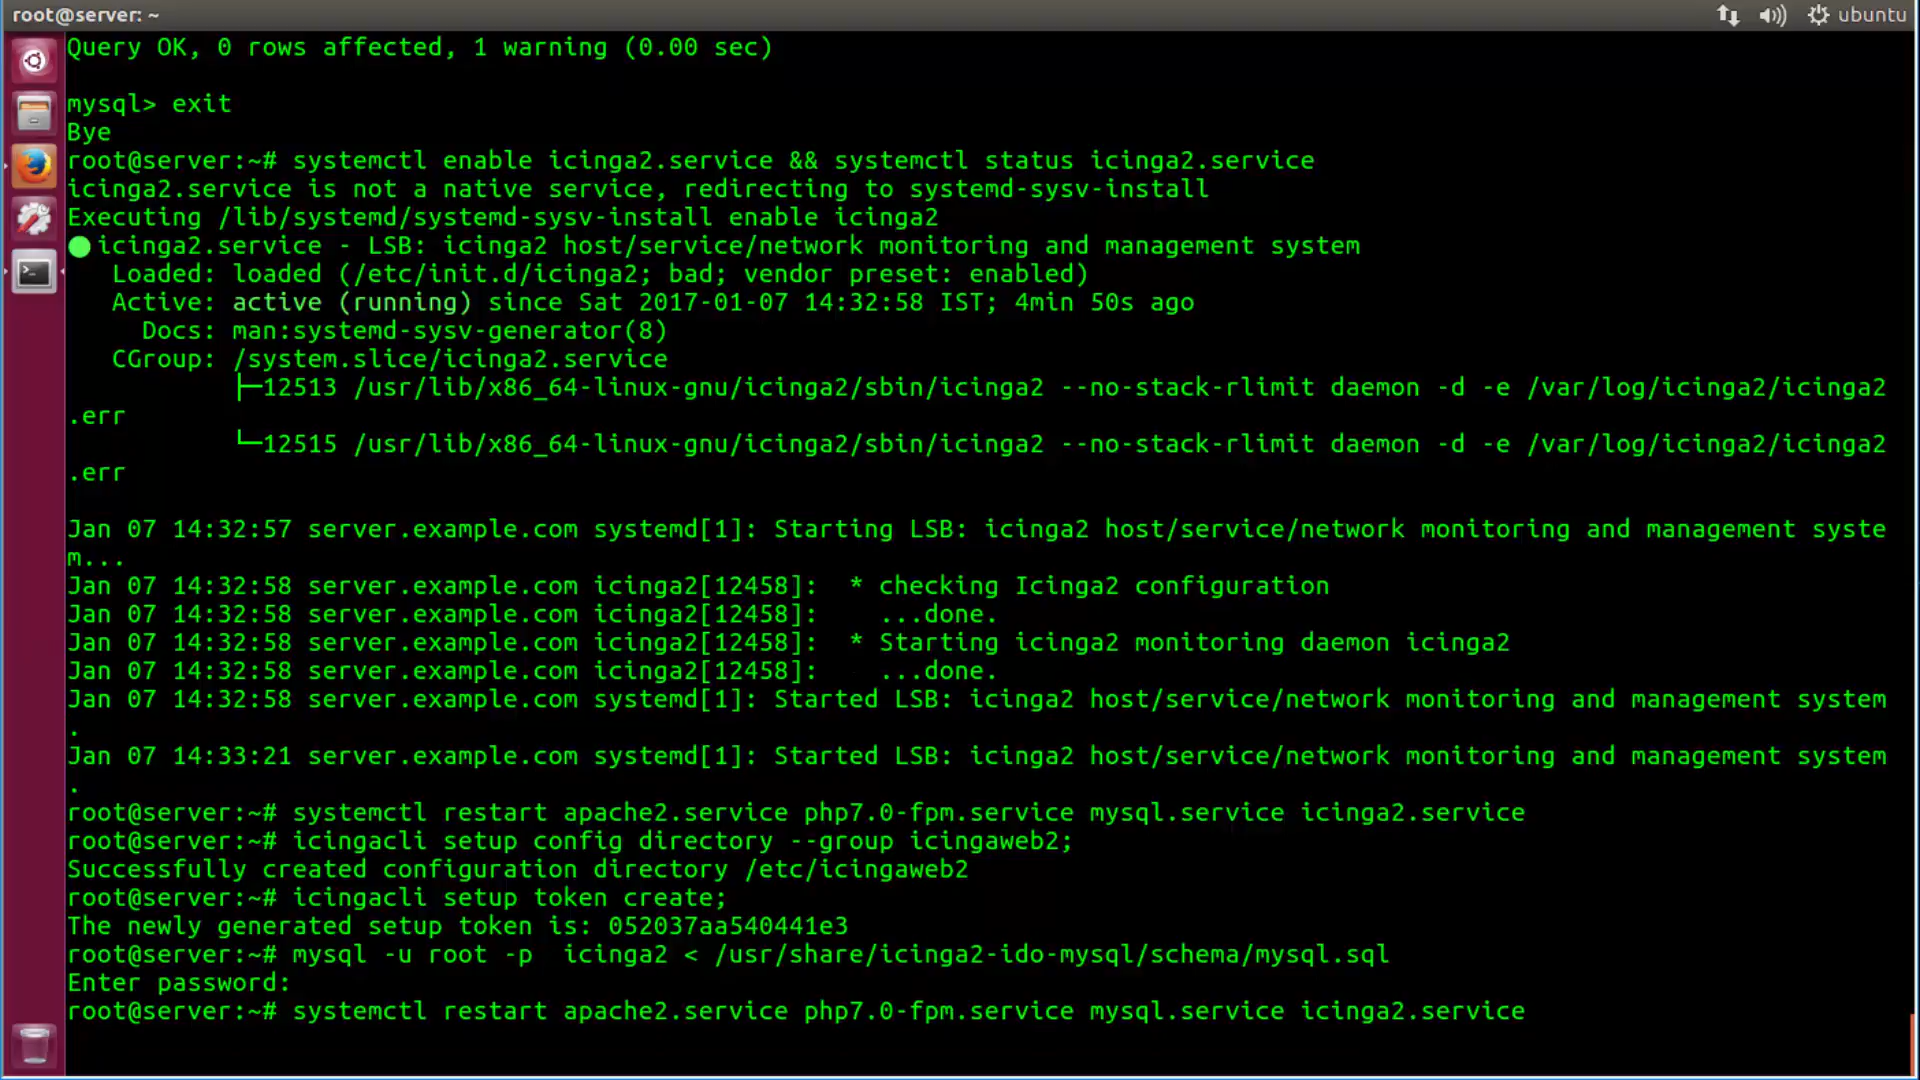 root@server: ~
ubuntu
Query OK, 0 rows affected, 1 warning (0.00 sec)
mysql> exit
Bye
root@server:~# systemctl enable icinga2.service && systemctl status icinga2.service
icinga2.service is not a native service, redirecting to systemd-sysv-install
Executing /lib/systemd/systemd-sysv-install enable icinga2
● icinga2.service - LSB: icinga2 host/service/network monitoring and management system
Loaded: loaded (/etc/init.d/icinga2; bad; vendor preset: enabled)
Active: active (running) since Sat 2017-01-07 14:32:58 IST; 4min 50s ago
Docs: man:systemd-sysv-generator(8)
CGroup: /system.slice/icinga2.service
├─12513 /usr/lib/x86_64-linux-gnu/icinga2/sbin/icinga2 --no-stack-rlimit daemon -d -e /var/log/icinga2/icinga2
.err
└─12515 /usr/lib/x86_64-linux-gnu/icinga2/sbin/icinga2 --no-stack-rlimit daemon -d -e /var/log/icinga2/icinga2
.err
Jan 07 14:32:57 server.example.com systemd[1]: Starting LSB: icinga2 host/service/network monitoring and management syste
m...
Jan 07 14:32:58 server.example.com icinga2[12458]:  * checking Icinga2 configuration
Jan 07 14:32:58 server.example.com icinga2[12458]:    ...done.
Jan 07 14:32:58 server.example.com icinga2[12458]:  * Starting icinga2 monitoring daemon icinga2
Jan 07 14:32:58 server.example.com icinga2[12458]:    ...done.
Jan 07 14:32:58 server.example.com systemd[1]: Started LSB: icinga2 host/service/network monitoring and management system
.
Jan 07 14:33:21 server.example.com systemd[1]: Started LSB: icinga2 host/service/network monitoring and management system
.
root@server:~# systemctl restart apache2.service php7.0-fpm.service mysql.service icinga2.service
root@server:~# icingacli setup config directory --group icingaweb2;
Successfully created configuration directory /etc/icingaweb2
root@server:~# icingacli setup token create;
The newly generated setup token is: 052037aa540441e3
root@server:~# mysql -u root -p  icinga2 < /usr/share/icinga2-ido-mysql/schema/mysql.sql
Enter password:
root@server:~# systemctl restart apache2.service php7.0-fpm.service mysql.service icinga2.service